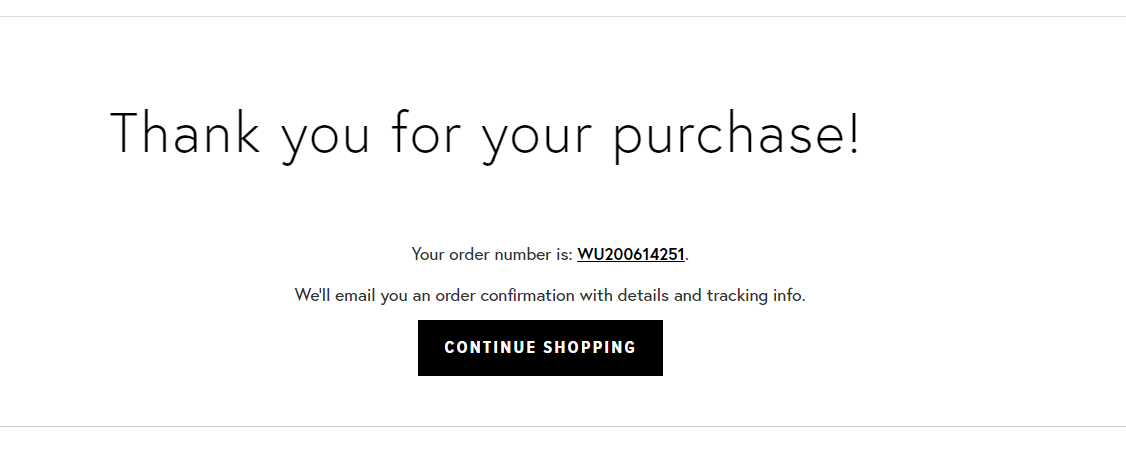 Thank you for your purchase!
Your order number is: WU200614251.
We'll email you an order confirmation with details and tracking info.
CONTINUE SHOPPING